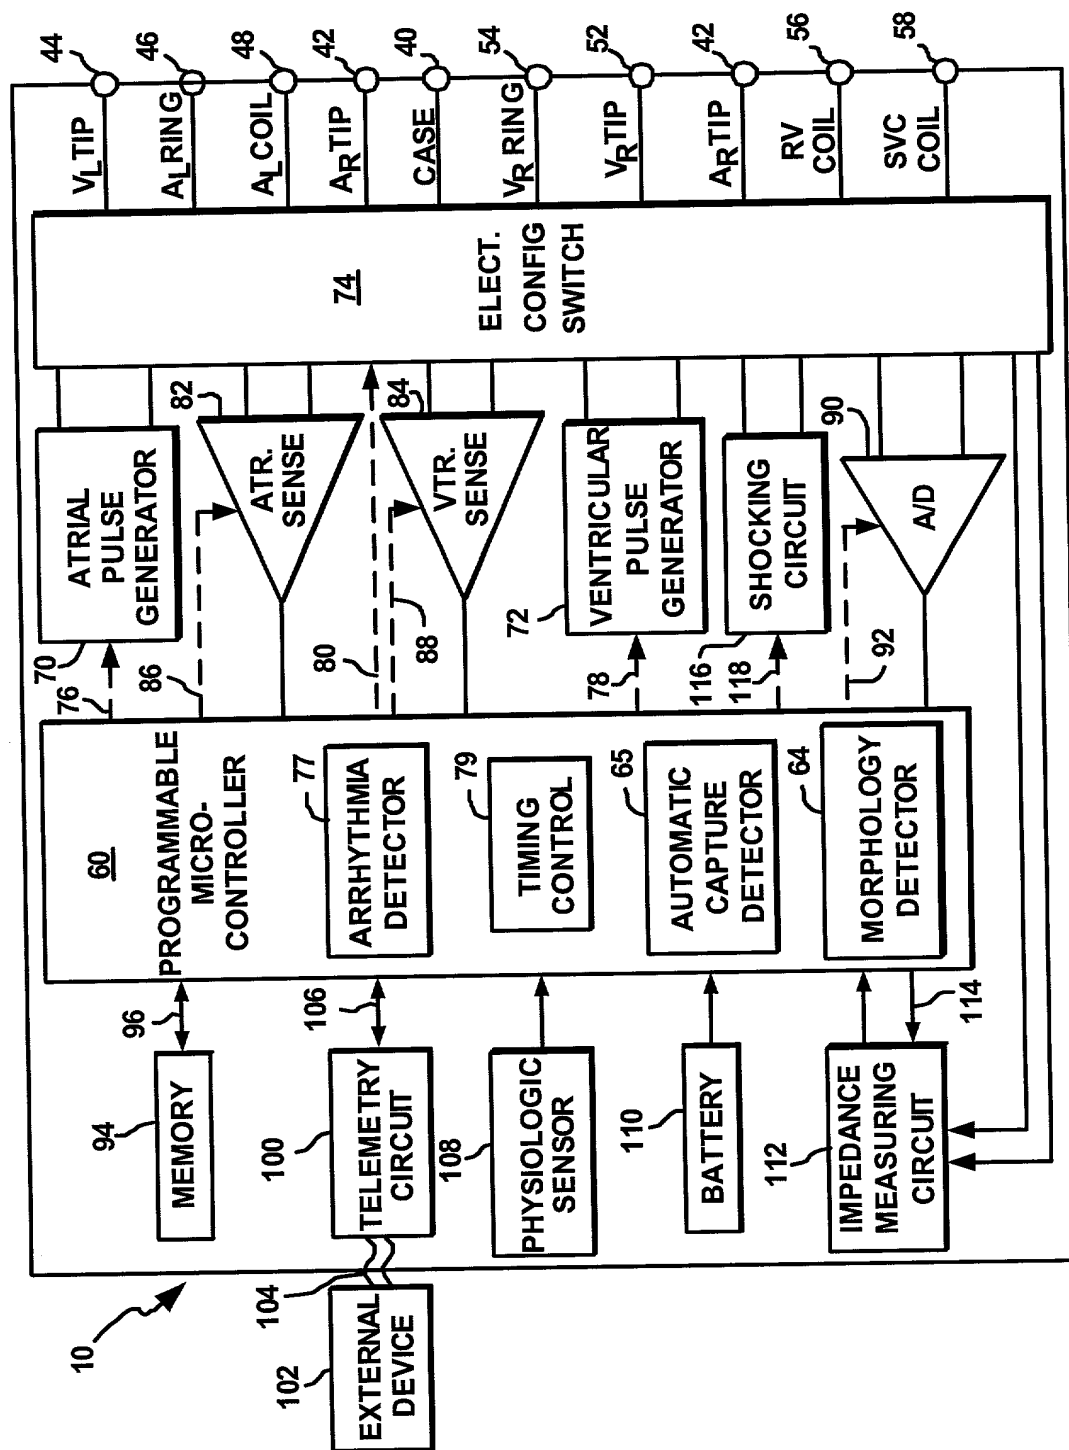 10
102
EXTERNAL
DEVICE
104
94
MEMORY
96
100
TELEMETRY
CIRCUIT
106
108
PHYSIOLOGIC
SENSOR
110
BATTERY
112
IMPEDANCE
MEASURING
CIRCUIT
114
60
PROGRAMMABLE
MICRO-
CONTROLLER
77
ARRHYTHMIA
DETECTOR
79
TIMING
CONTROL
65
AUTOMATIC
CAPTURE
DETECTOR
64
MORPHOLOGY
DETECTOR
70
76
ATRIAL
PULSE
GENERATOR
86
82
ATR.
SENSE
80
88
84
VTR.
SENSE
72
78
VENTRICULAR
PULSE
GENERATOR
116
118
SHOCKING
CIRCUIT
92
90
A/D
74
ELECT.
CONFIG
SWITCH
VL TIP
44
AL RING
46
AL COIL
48
AR TIP
42
CASE
40
VR RING
54
VR TIP
52
AR TIP
42
RV
COIL
56
SVC
COIL
58